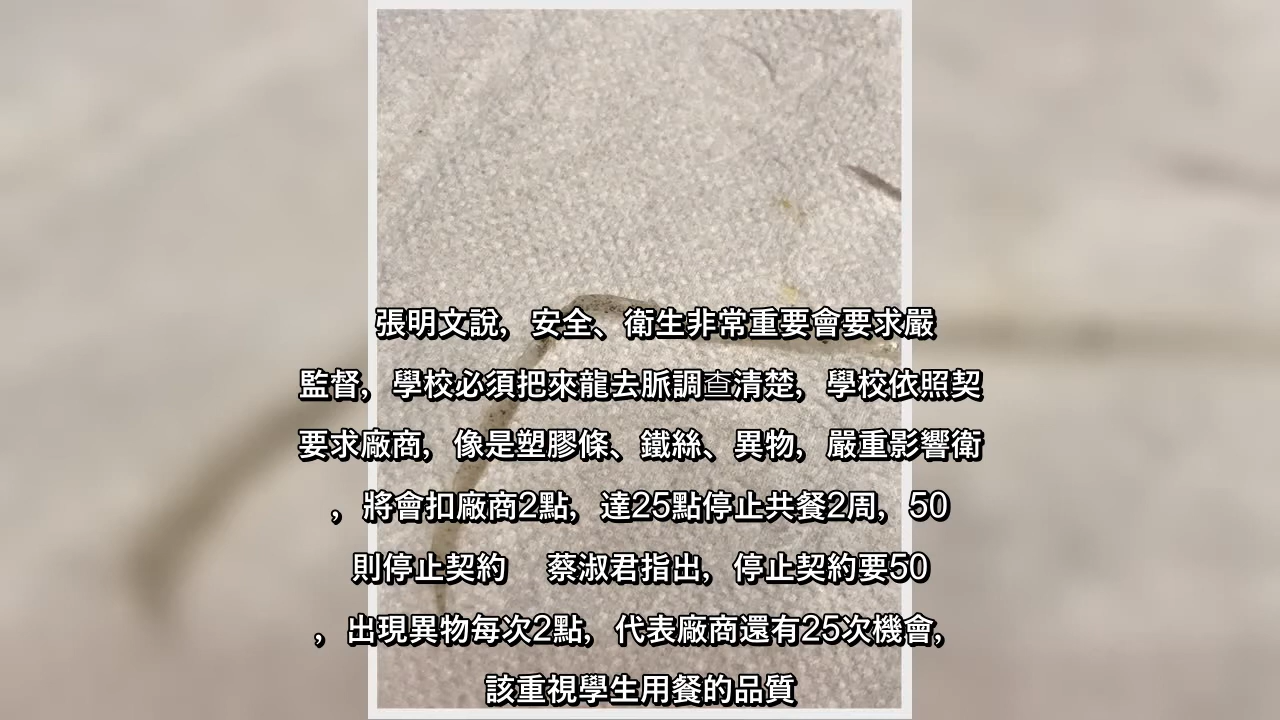 張明文說，安全、衛生非常重要會要求嚴
監督，學校必須把來龍去脈調查清楚，學校依照契
要求廠商，像是塑膠條、鐵絲、異物，嚴重影響衛
，將會扣廠商2點，達25點停止共餐2周，50
則停止契約　蔡淑君指出，停止契約要50
，出現異物每次2點，代表廠商還有25次機會，
該重視學生用餐的品質